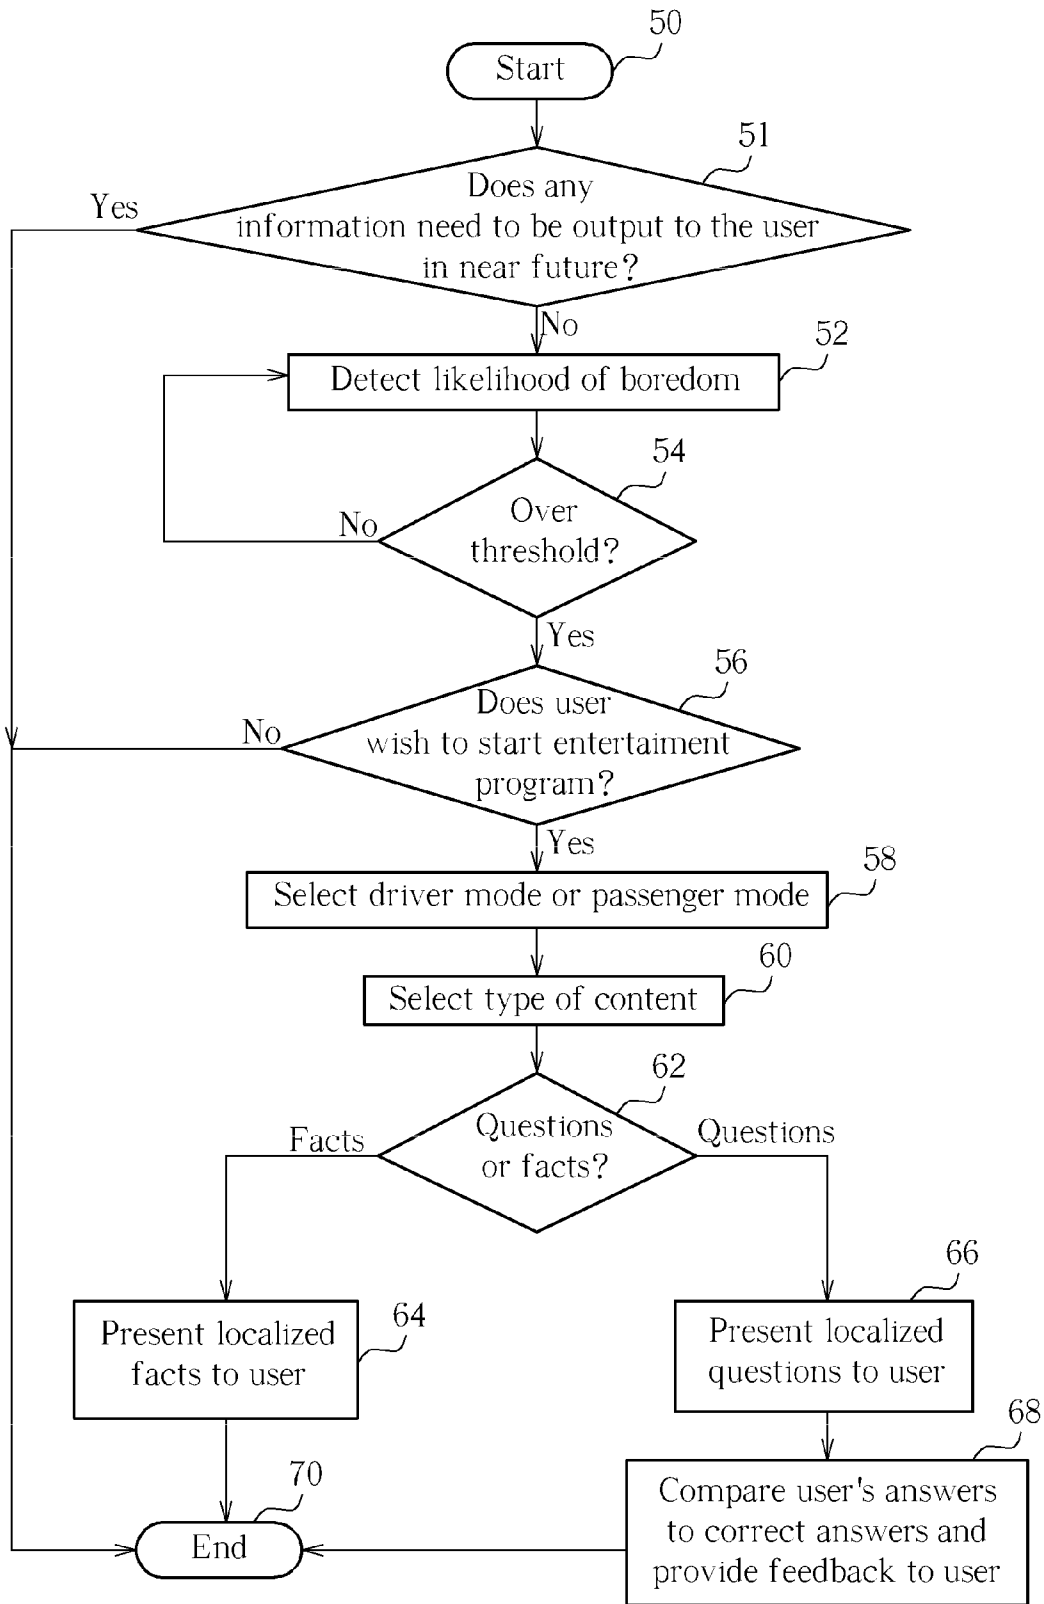 50
Start
51
Does any
Yes
information need to be output to the user
in near future?
No
52
Detect likelihood of boredom
54
Over
No
threshold?
Yes
56
Does user
No
wish to start entertaiment
program?
Yes
58
Select driver mode or passenger mode
60
Select type of content
62
Facts
Questions
Questions
or facts?
66
Present localized
64
facts to user
Present localized
questions to user
68
70
End
Compare user's answers
to correct answers and
provide feedback to user